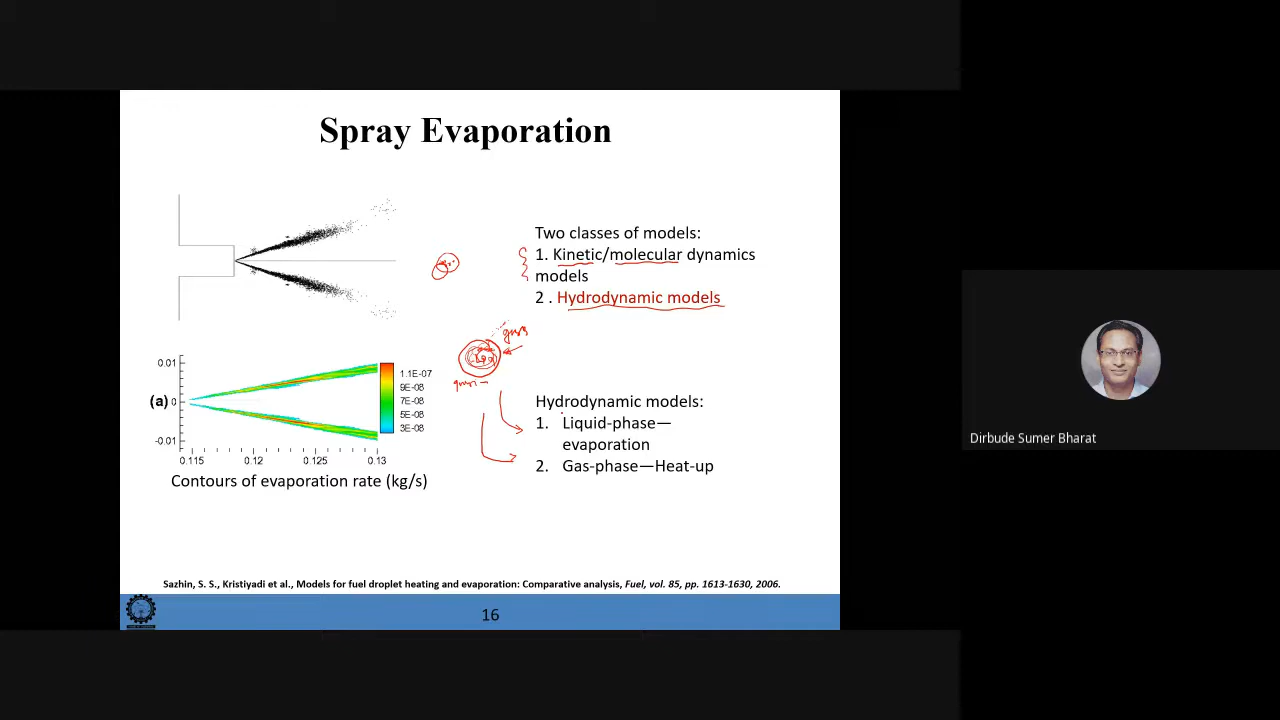 Spray Evaporation
Two classes of models:
1. Kinetic/molecular dynamics
models
2 . Hydrodynamic models
gas
0.01
(a) 0
-0.01
0.115 0.12 0.125 0.13
1.1E-07
9E-08
7E-08
5E-08
3E-08
Contours of evaporation rate (kg/s)
Hydrodynamic models:
1. Liquid-phase—
evaporation
2. Gas-phase—Heat-up
Dirbude Sumer Bharat
Sazhin, S. S., Kristiyadi et al., Models for fuel droplet heating and evaporation: Comparative analysis, Fuel, vol. 85, pp. 1613-1630, 2006.
16